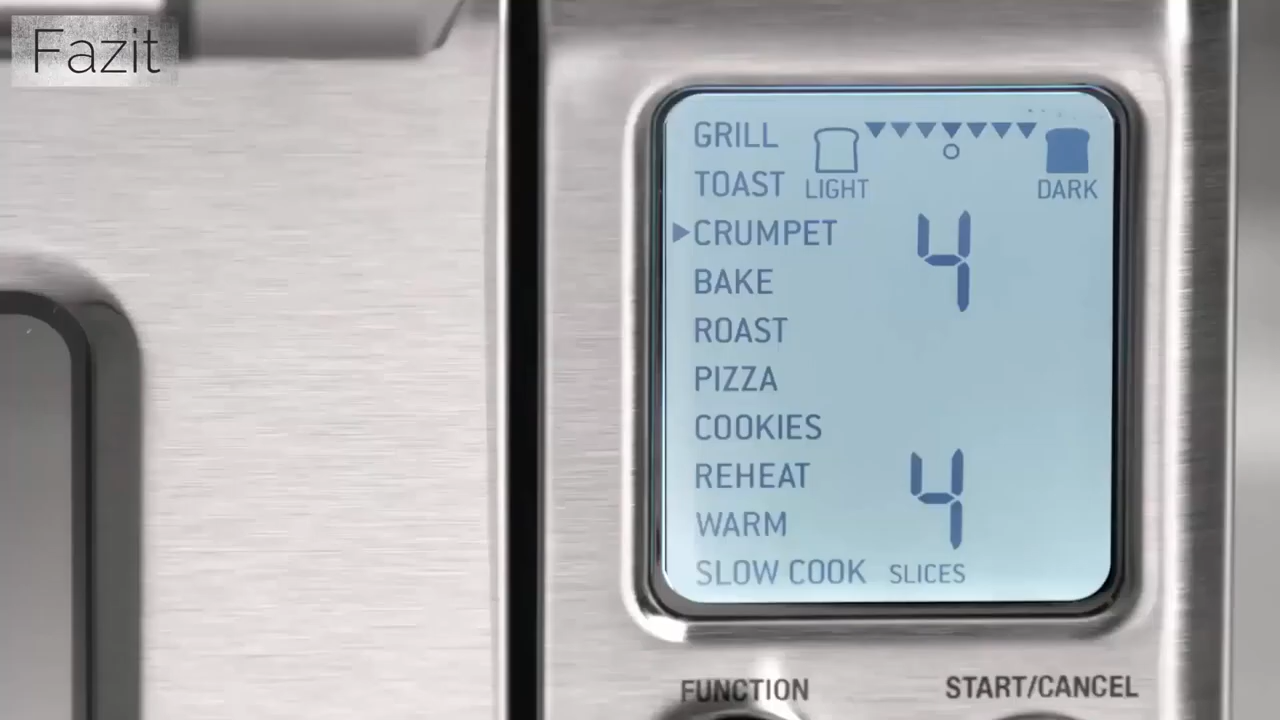 Fazit
GRILL
TOAST LIGHT DARK
CRUMPET 4
BAKE
ROAST
PIZZA
COOKIES
REHEAT 4
WARM
SLOW COOK SLICES
FUNCTION START/CANCEL